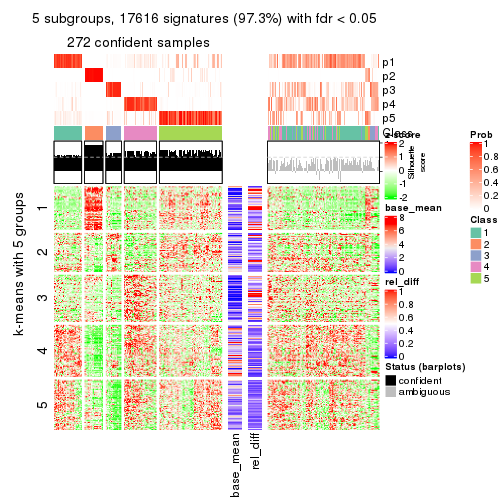 5 subgroups, 17616 signatures (97.3%) with fdr < 0.05
272 confident samples
p1
p2
p3
p4
p5
Class
Silhouette
score
k-means with 5 groups
1
2
3
4
5
base_mean
rel_diff
z-score
2
1
0
-1
-2
base_mean
8
6
4
2
0
rel_diff
1
0.8
0.6
0.4
0.2
0
Status (barplots)
confident
ambiguous
Prob
1
0.8
0.6
0.4
0.2
0
Class
1
2
3
4
5